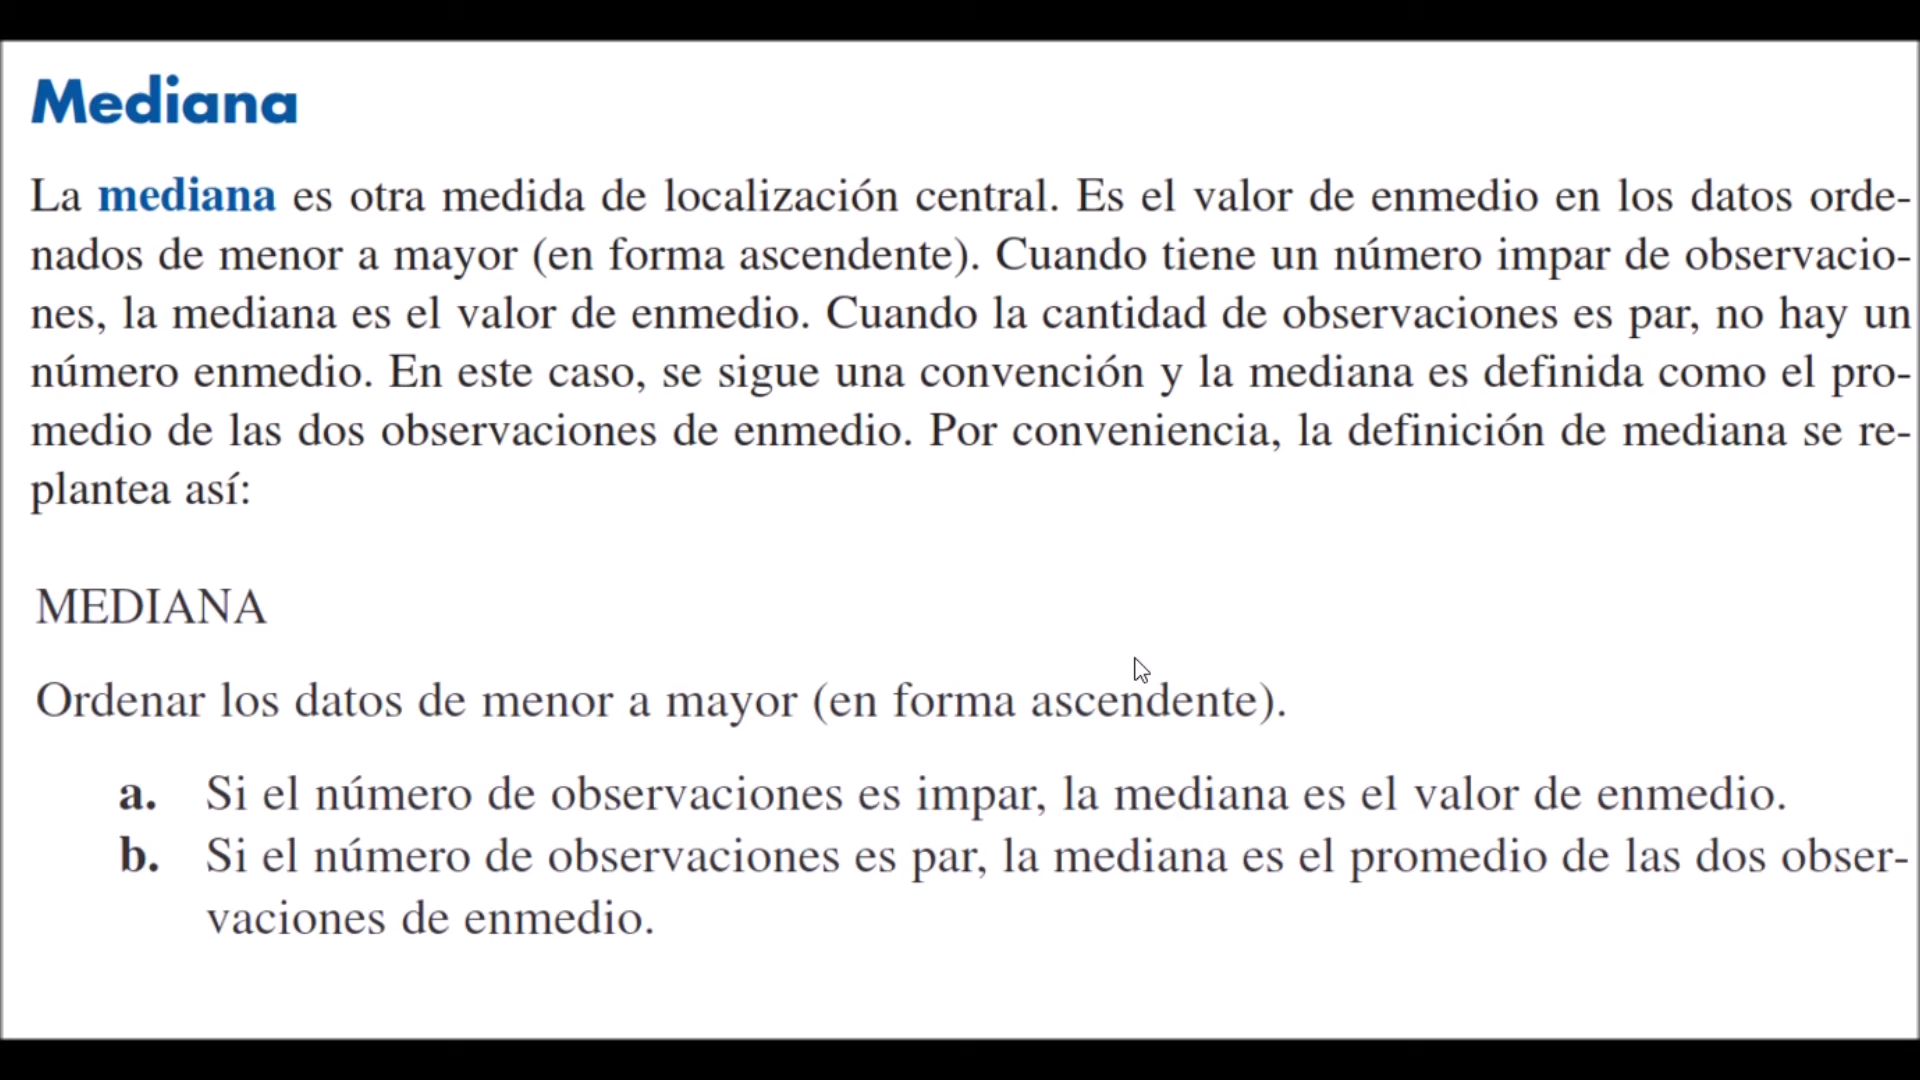 Mediana
La mediana es otra medida de localización central. Es el valor de enmedio en los datos orde-
nados de menor a mayor (en forma ascendente). Cuando tiene un número impar de observacio-
nes, la mediana es el valor de enmedio. Cuando la cantidad de observaciones es par, no hay un
número enmedio. En este caso, se sigue una convención y la mediana es definida como el pro-
medio de las dos observaciones de enmedio. Por conveniencia, la definición de mediana se re-
plantea así:
MEDIANA
Ordenar los datos de menor a mayor (en forma ascendente).
a. Si el número de observaciones es impar, la mediana es el valor de enmedio.
b. Si el número de observaciones es par, la mediana es el promedio de las dos obser-
vaciones de enmedio.